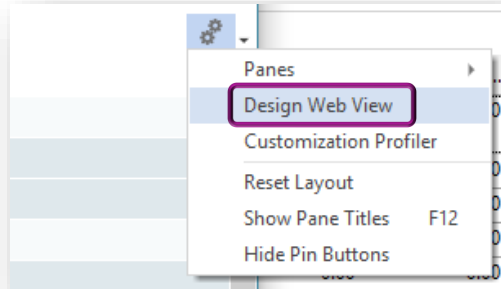 Panes
Design Web View
Customization Profiler
Reset Layout
Show Pane Titles F12
Hide Pin Buttons